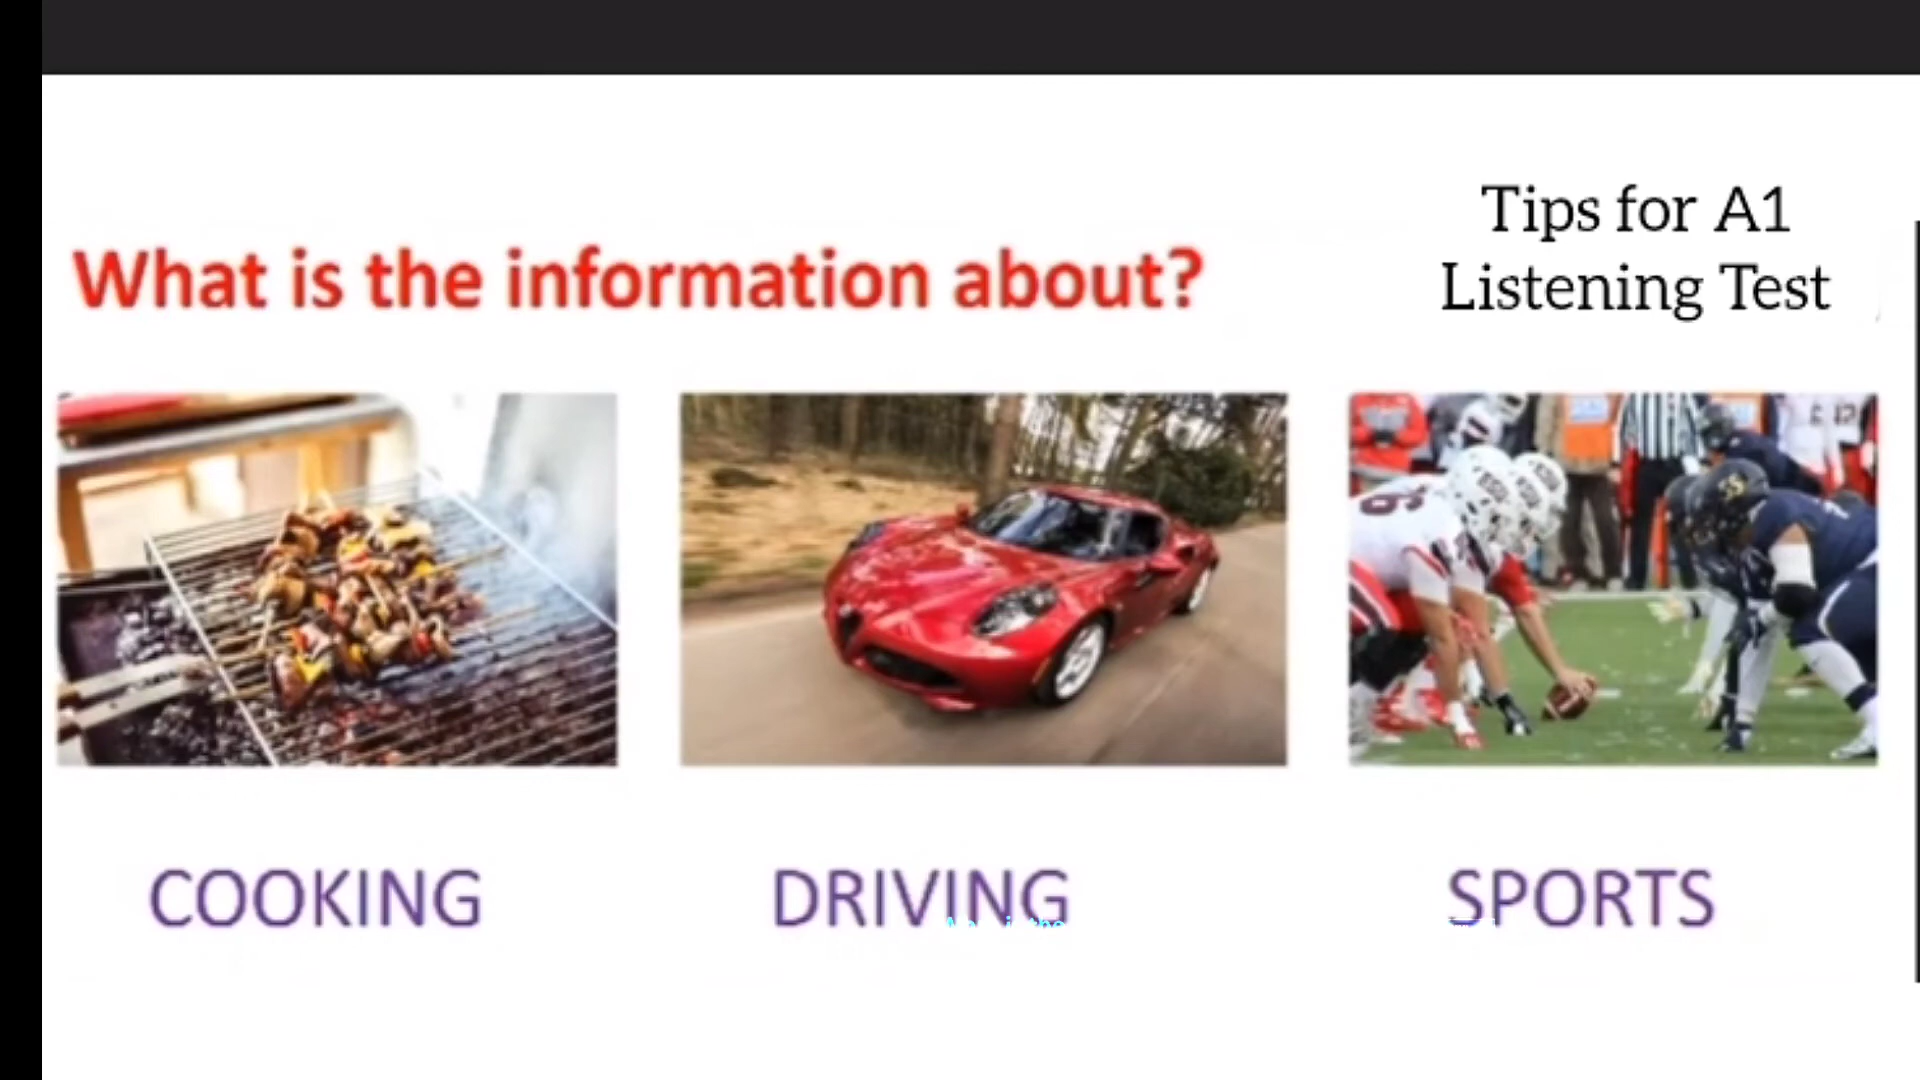 Tips for A1
Listening Test
What is the information about?
COOKING
DRIVING
SPORTS